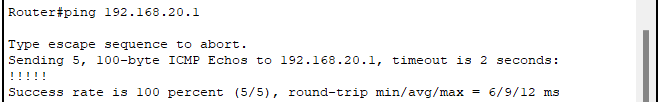 Router#ping 192.168.20.1
Type escape sequence to abort.
Sending 5, 100-byte ICMP Echos to 192.168.20.1, timeout is 2 seconds:
!!!!!
Success rate is 100 percent (5/5), round-trip min/avg/max = 6/9/12 ms